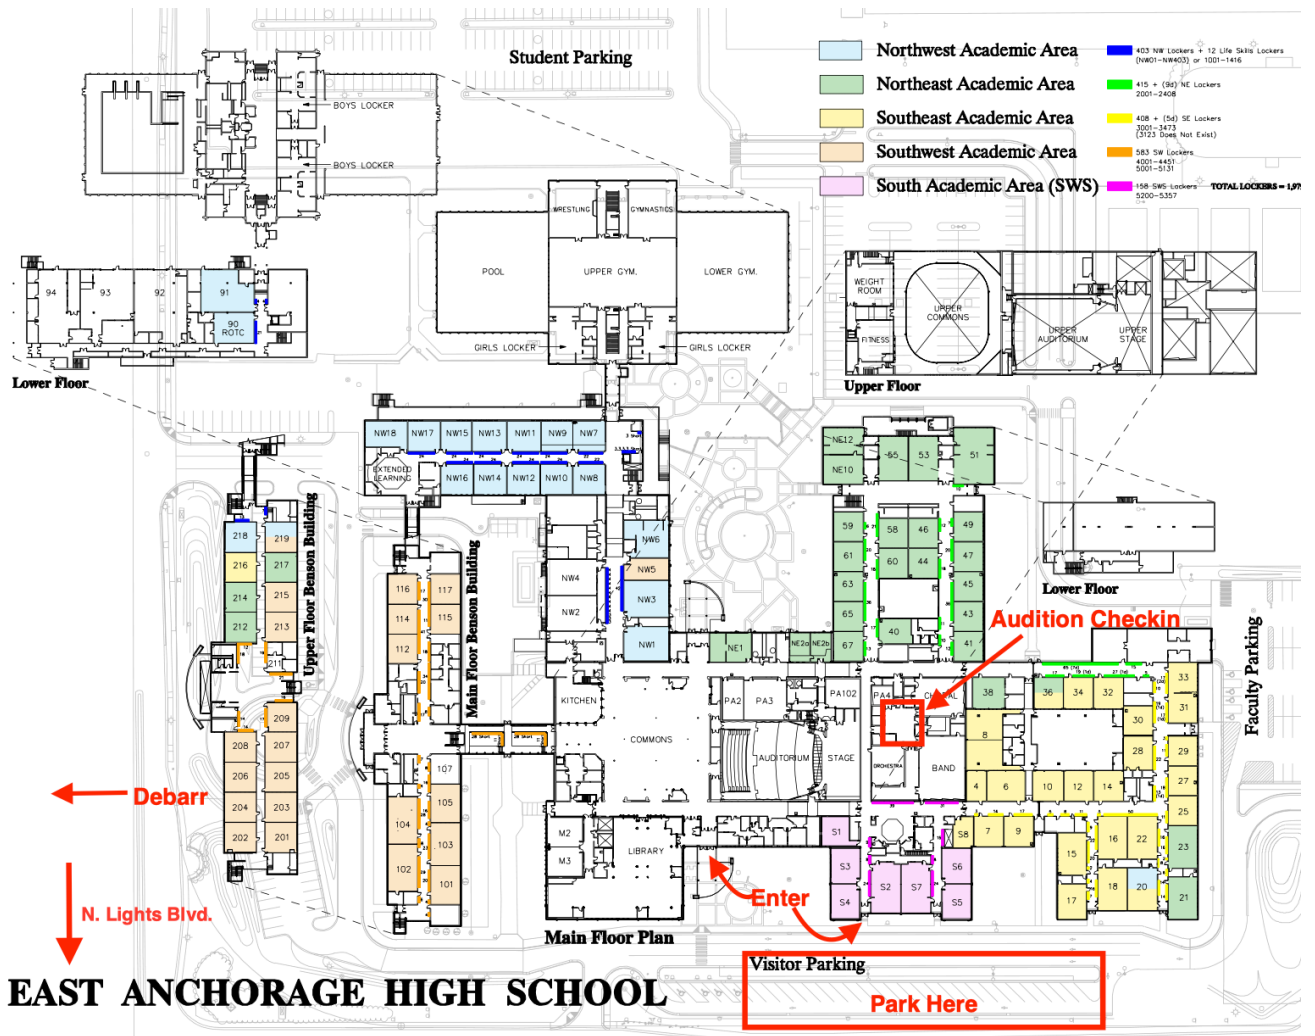 Student Parking
Northwest Academic Area
Northeast Academic Area
Southeast Academic Area
Southwest Academic Area
South Academic Area (SWS)
403 NW Lockers + 12 Life Skills Lockers
(NW01-NW403) or 1001-1416
415 + (9d) NE Lockers
2001-2408
408 + (5d) SE Lockers
3001-3473
(3123 Does Not Exist)
583 SW Lockers
4001-4451
5001-5131
158 SWS Lockers
5200-5357
TOTAL LOCKERS = 1,97
BOYS LOCKER
BOYS LOCKER
WRESTLING
GYMNASTICS
POOL
UPPER GYM.
LOWER GYM.
GIRLS LOCKER
GIRLS LOCKER
94
93
92
91
90
ROTC
Lower Floor
WEIGHT
ROOM
FITNESS
UPPER
COMMONS
UPPER
AUDITORIUM
UPPER
STAGE
Upper Floor
NW18
NW17
NW15
NW13
NW11
NW9
NW7
EXTENDED
LEARNING
NW16
NW14
NW12
NW10
NW8
NW6
NW5
NW4
NW3
NW2
NW1
NE12
NE10
55
53
51
59
58
46
49
61
60
44
47
63
45
65
43
67
40
41
NE1
NE2a
NE2b
Lower Floor
Audition Checkin
Faculty Parking
218
219
216
217
214
215
212
213
211
209
208
207
206
205
204
203
202
201
Upper Floor Benson Building
116
117
114
115
112
107
105
104
103
102
101
Main Floor Benson Building
KITCHEN
COMMONS
PA2
PA3
PA102
PA4
AUDITORIUM
STAGE
ORCHESTRA
BAND
38
36
34
32
33
31
30
8
28
29
27
4
6
10
12
14
25
S8
7
9
16
22
23
15
18
20
17
21
M2
M3
LIBRARY
S1
S3
S4
S2
S7
S6
S5
Debarr
N. Lights Blvd.
Enter
Main Floor Plan
Visitor Parking
Park Here
EAST ANCHORAGE HIGH SCHOOL